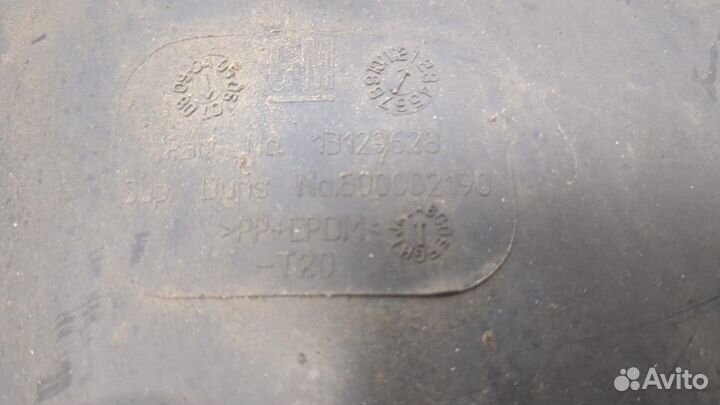 GM
Part No. 13129628
Sup. Duns No.600002190
>PP+EPDM<
-T20
Avito